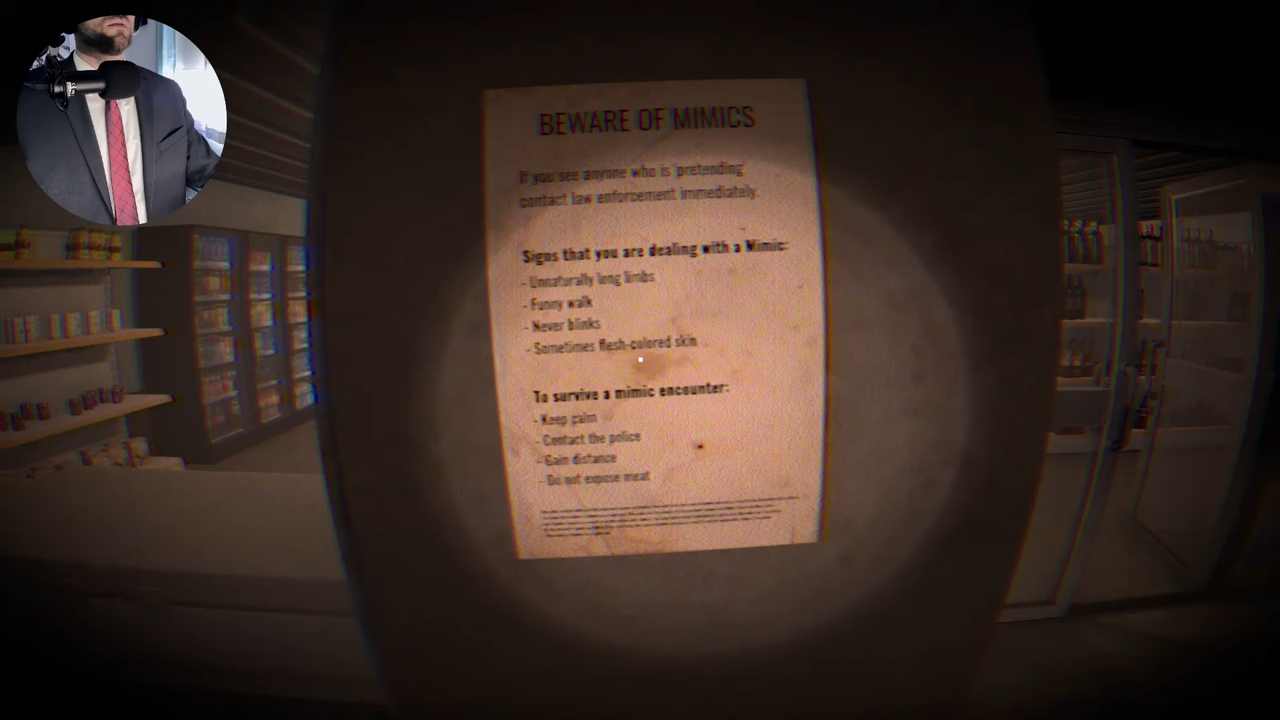 BEWARE OF MIMICS
If you see anyone who is 'pretending'
contact law enforcement immediately.
Signs that you are dealing with a Mimic:
- Unnaturally long limbs
- Funny walk
- Never blinks
- Sometimes flesh-colored skin
To survive a mimic encounter:
- Keep calm
- Contact the police
- Gain distance
- Do not expose meat